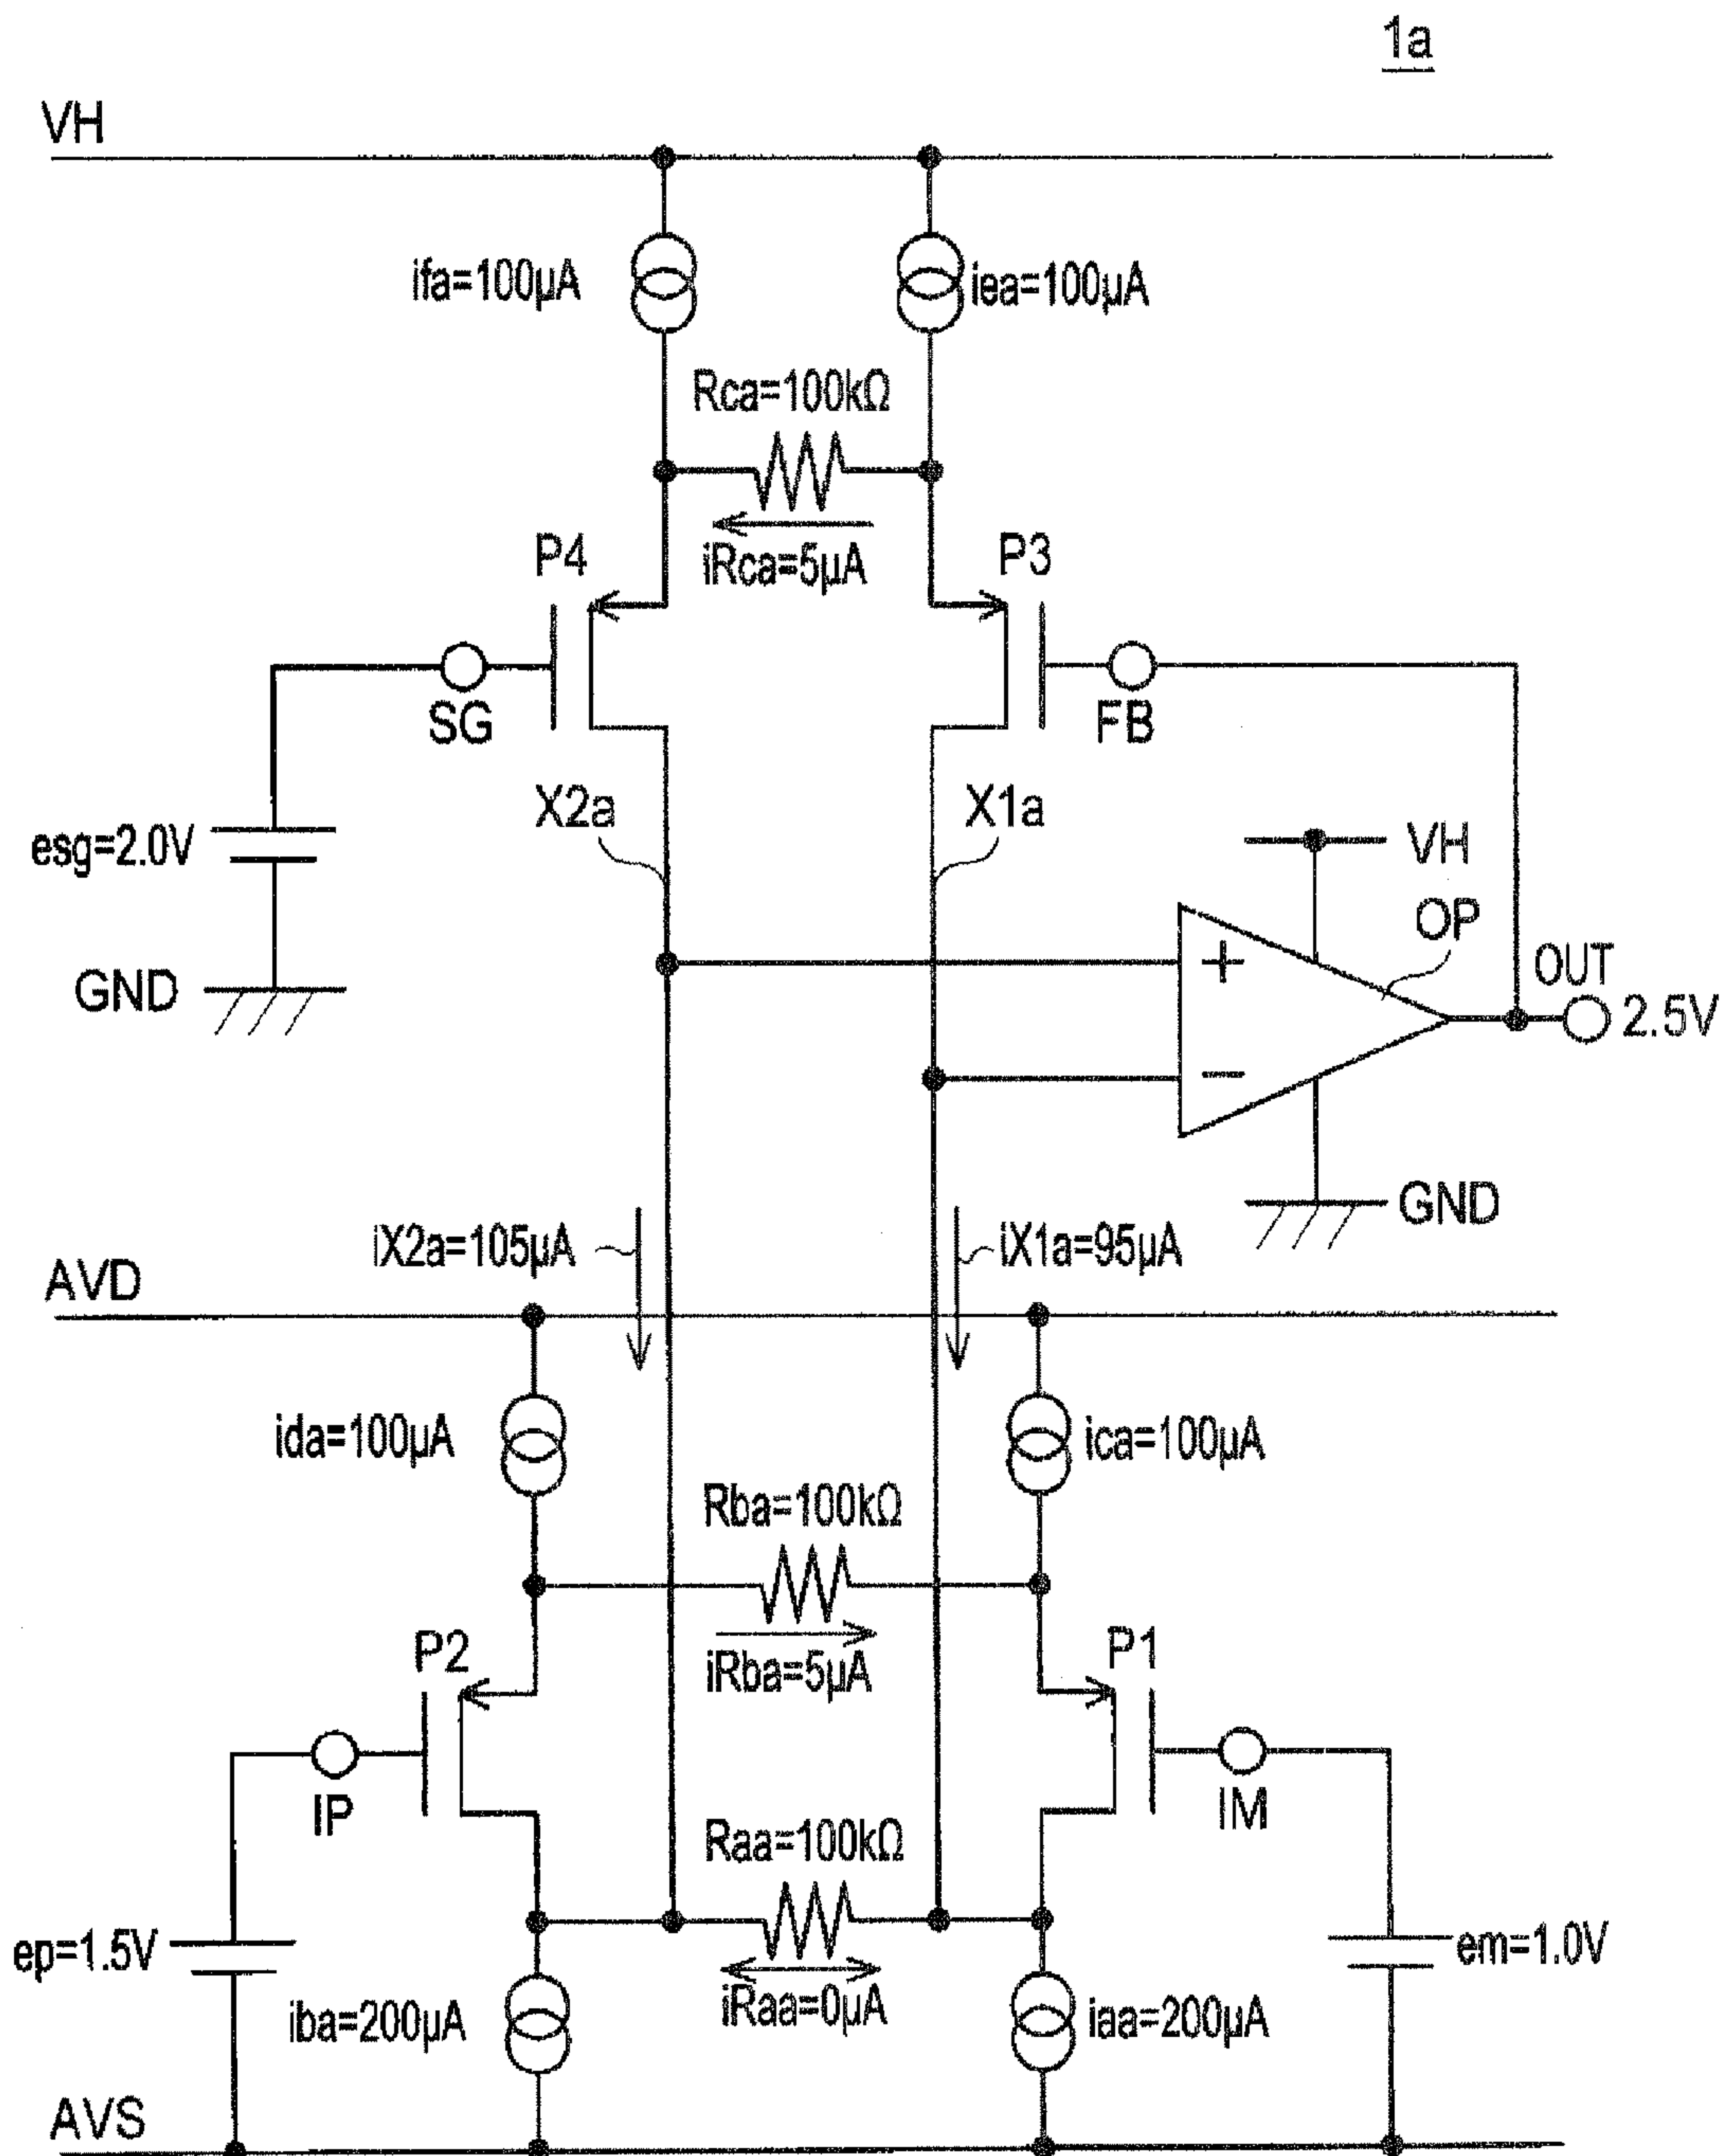 1a
VH
ifa=100µA
iea=100µA
Rca=100kΩ
iRca=5µA
P4
P3
SG
FB
X2a
X1a
esg=2.0V
VH
OP
+
OUT
GND
2.5V
−
GND
iX2a=105µA
iX1a=95µA
AVD
ida=100µA
ica=100µA
Rba=100kΩ
iRba=5µA
P2
P1
IP
IM
Raa=100kΩ
ep=1.5V
em=1.0V
iRaa=0µA
iba=200µA
iaa=200µA
AVS